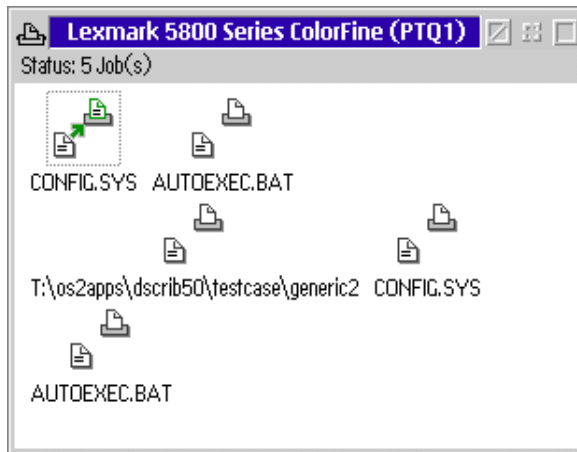 Lexmark 5800 Series ColorFine (PTQ1)
Status: 5 Job(s)
CONFIG.SYS AUTOEXEC.BAT
T:\os2apps\dscrib50\testcase\generic2 CONFIG.SYS
AUTOEXEC.BAT